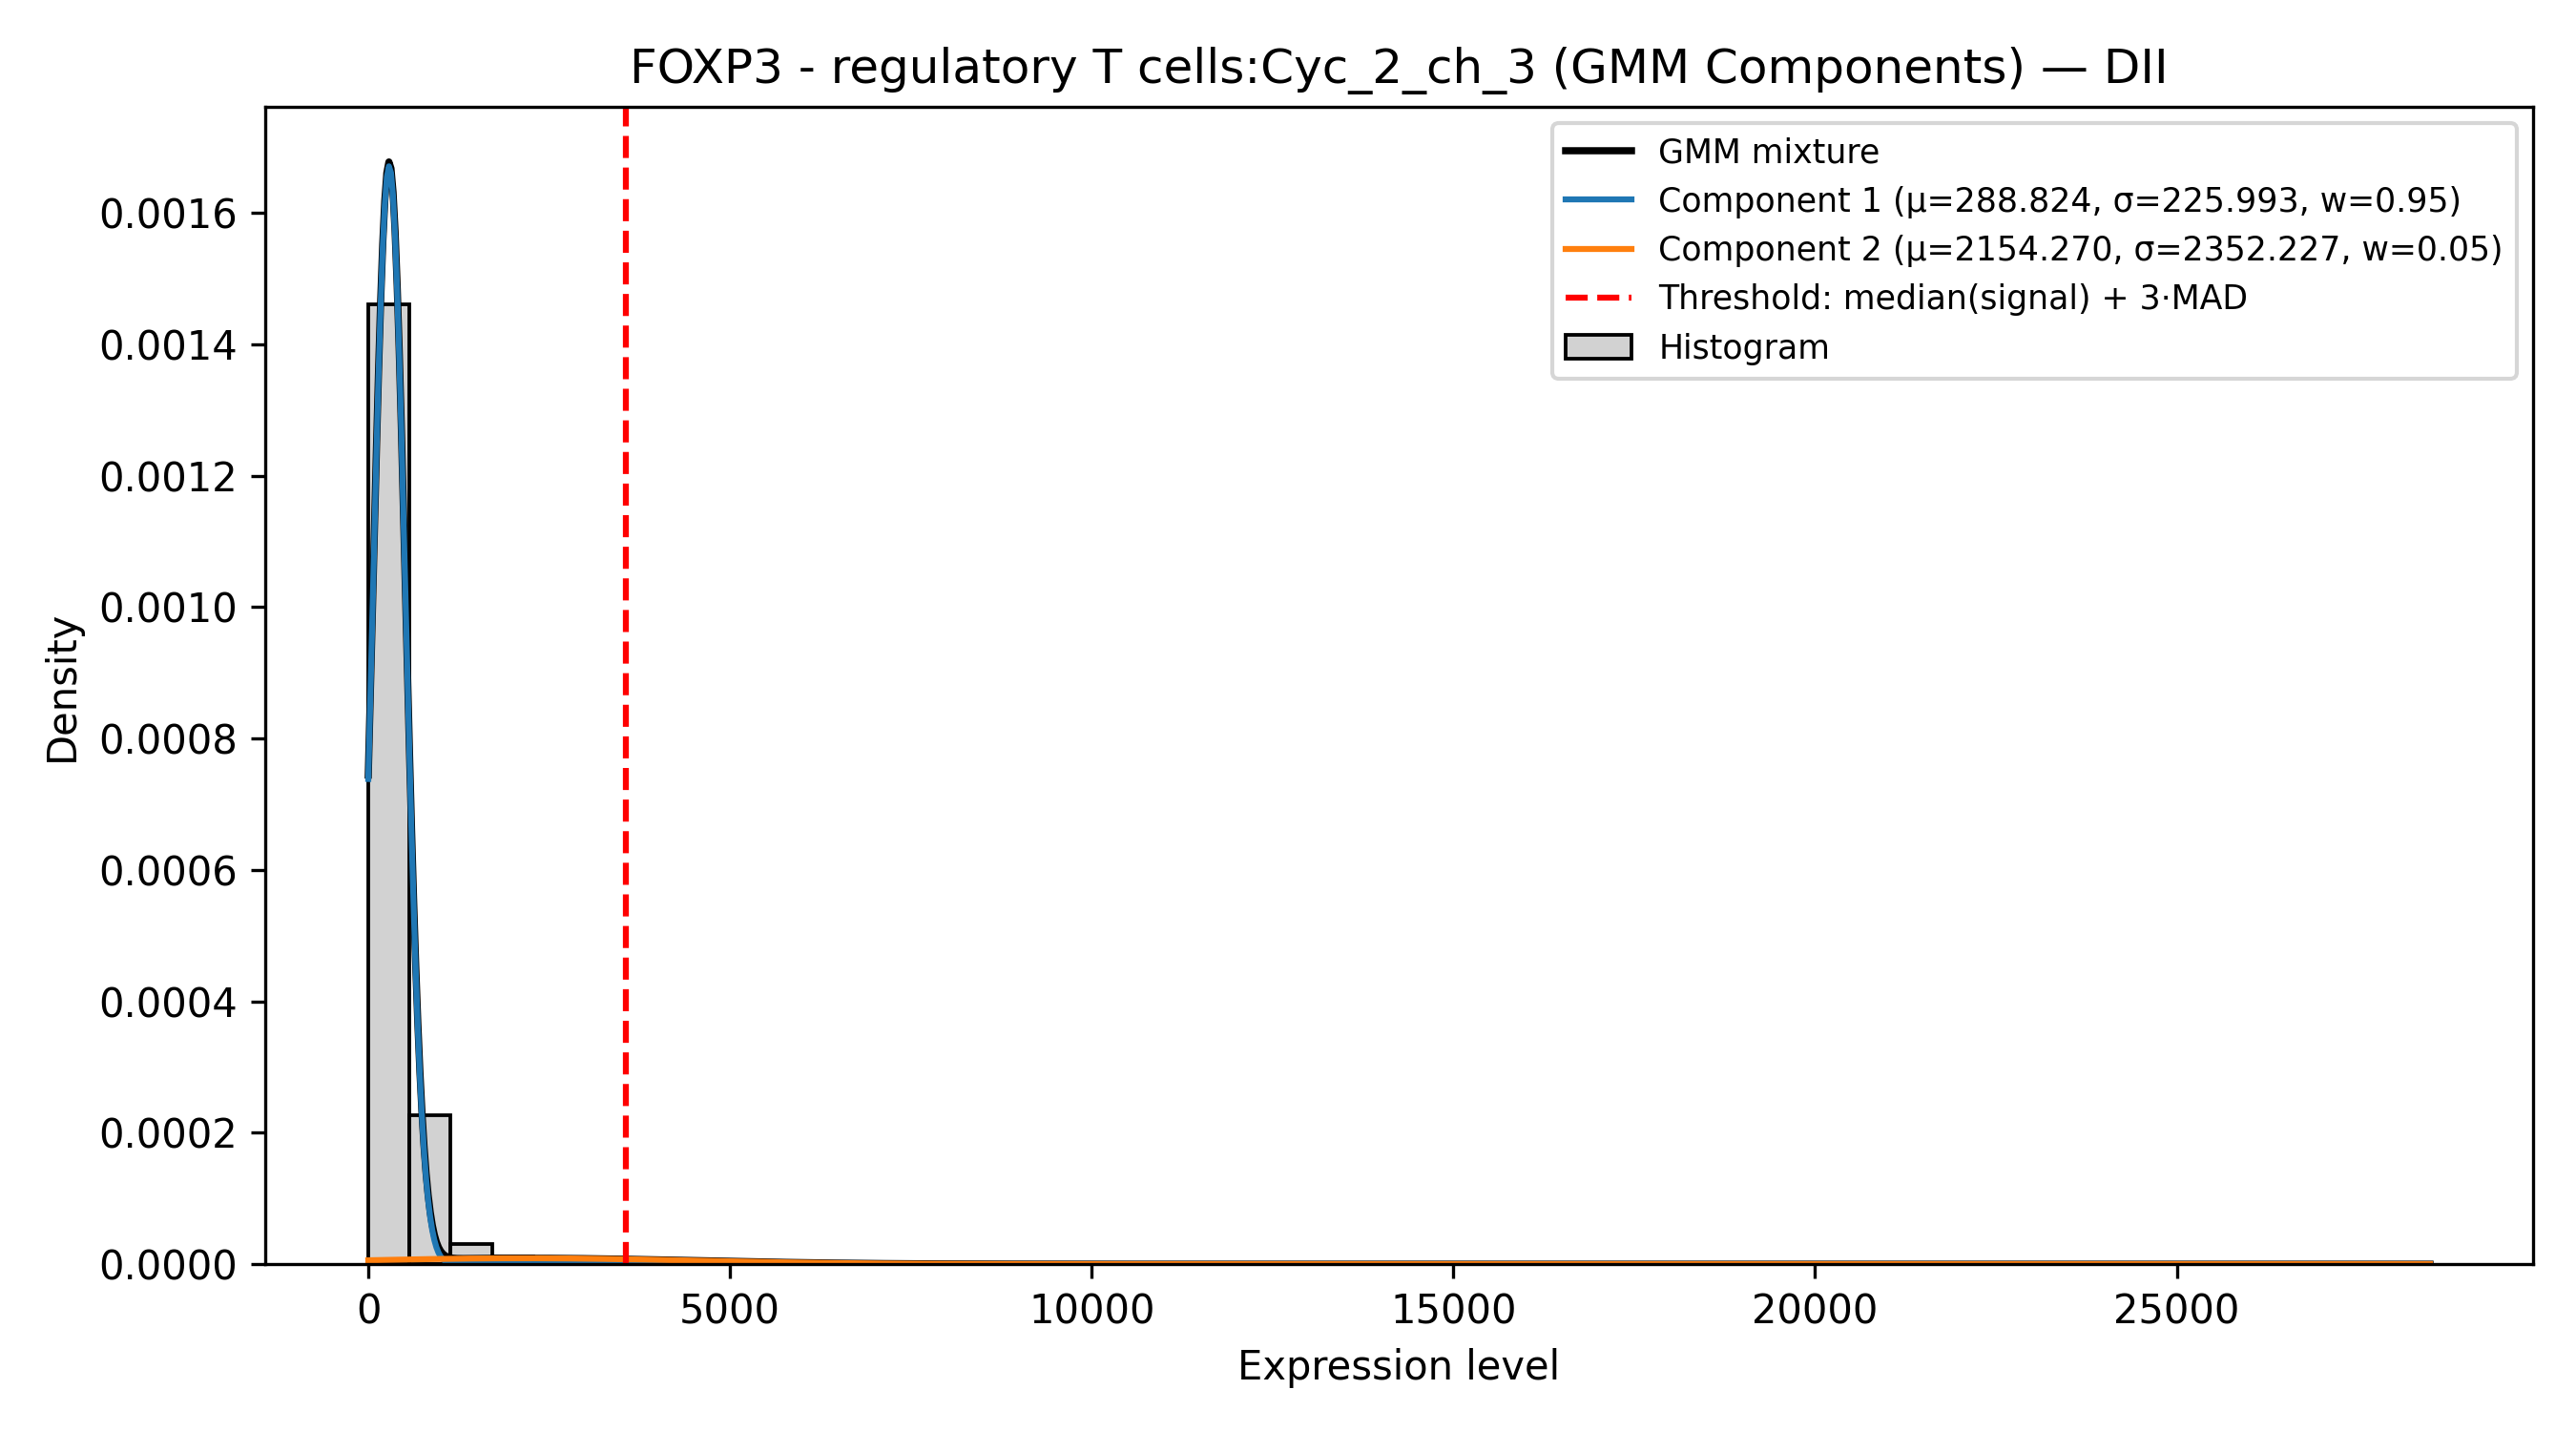 FOXP3 - regulatory T cells:Cyc_2_ch_3 (GMM Components) — DII
GMM mixture
Component 1 (μ=288.824, σ=225.993, w=0.95)
Component 2 (μ=2154.270, σ=2352.227, w=0.05)
Threshold: median(signal) + 3·MAD
Histogram
Density
0.0016
0.0014
0.0012
0.0010
0.0008
0.0006
0.0004
0.0002
0.0000
0 5000 10000 15000 20000 25000
Expression level